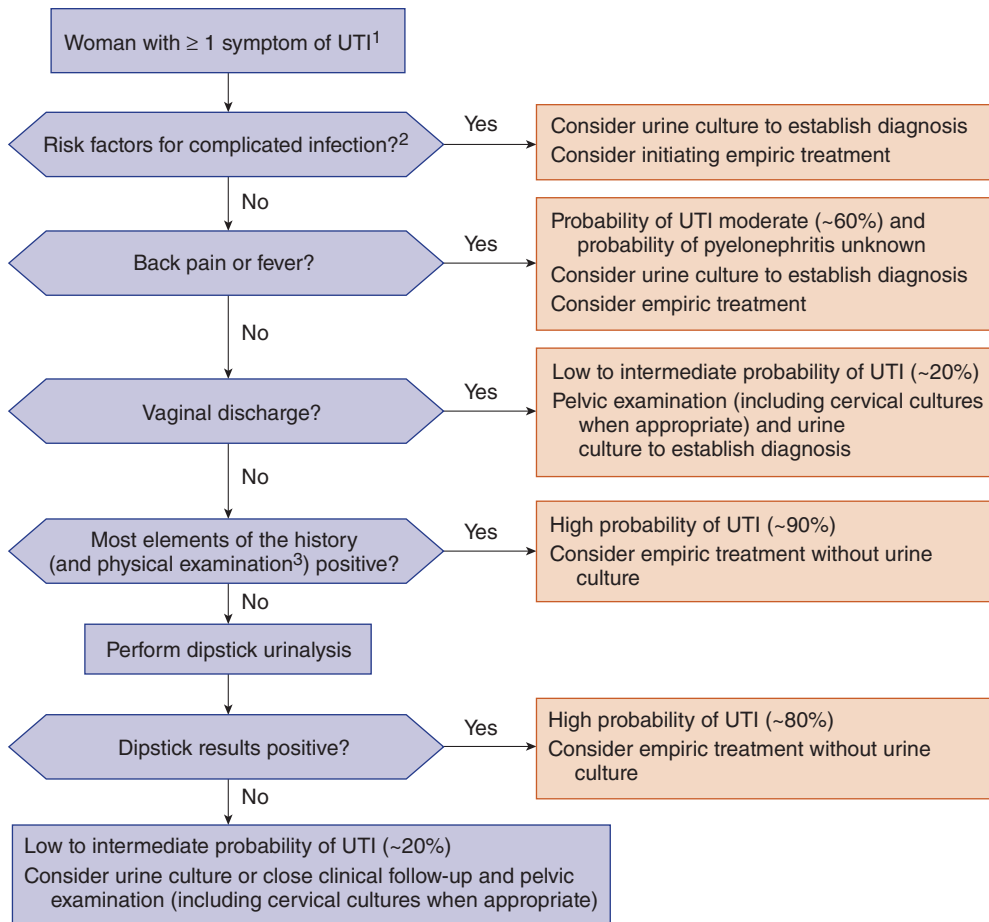 Woman with ≥ 1 symptom of UTI¹
Risk factors for complicated infection?²
Yes
Consider urine culture to establish diagnosis
Consider initiating empiric treatment
No
Back pain or fever?
Yes
Probability of UTI moderate (~60%) and
probability of pyelonephritis unknown
Consider urine culture to establish diagnosis
Consider empiric treatment
No
Vaginal discharge?
Yes
Low to intermediate probability of UTI (~20%)
Pelvic examination (including cervical cultures
when appropriate) and urine
culture to establish diagnosis
No
Most elements of the history
(and physical examination³) positive?
Yes
High probability of UTI (~90%)
Consider empiric treatment without urine
culture
No
Perform dipstick urinalysis
Dipstick results positive?
Yes
High probability of UTI (~80%)
Consider empiric treatment without urine
culture
No
Low to intermediate probability of UTI (~20%)
Consider urine culture or close clinical follow-up and pelvic
examination (including cervical cultures when appropriate)